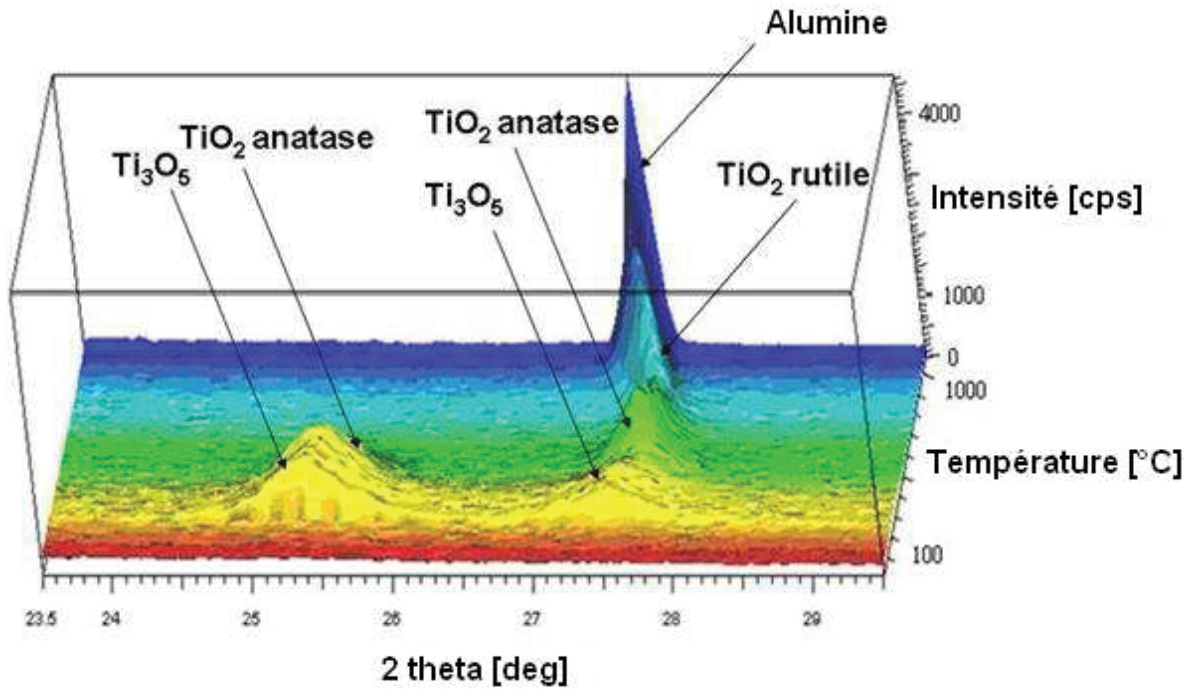 Alumine
TiO2 anatase
TiO2 anatase
Ti3O5
Ti3O5
TiO2 rutile
4000
Intensité [cps]
1000
0
1000
Température [°C]
100
23.5 24 25 26 27 28 29
2 theta [deg]